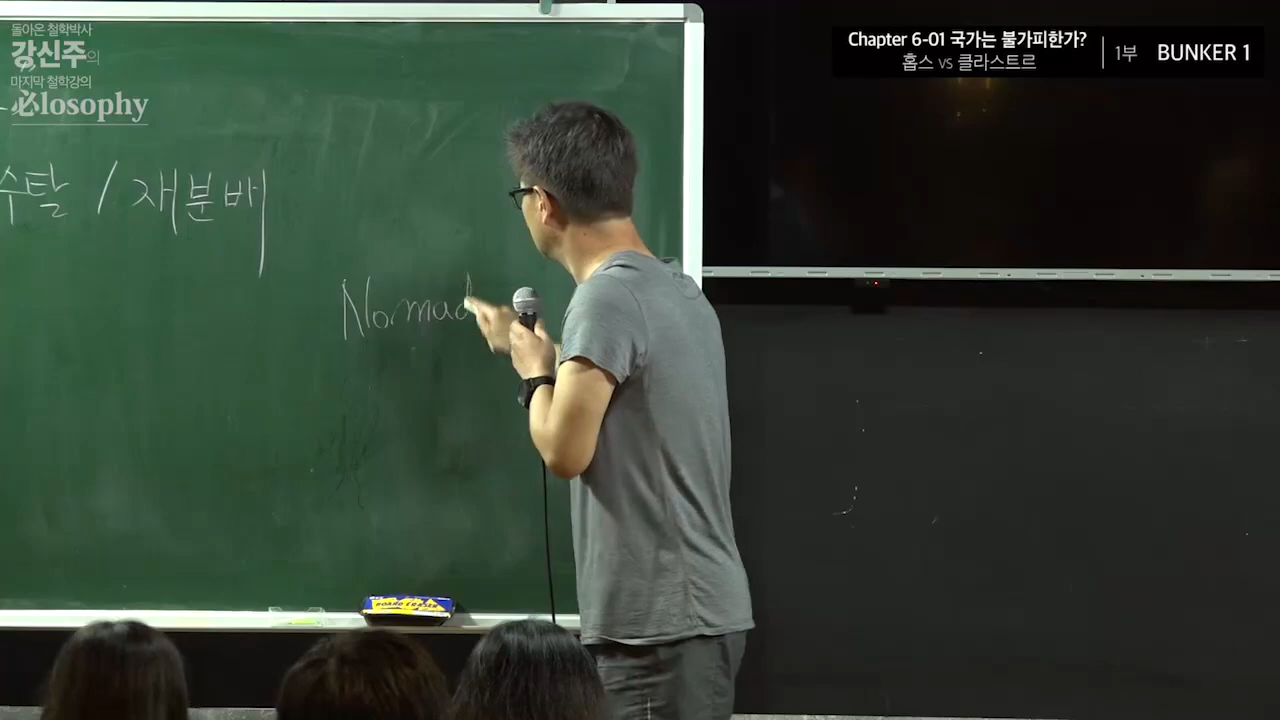 돌아온 철학박사
강신주의
마지막 철학강의
必losophy
Chapter 6-01 국가는 불가피한가?
홉스 vs 클라스트르
1부
BUNKER 1
수탈 / 재분배
Nomad
BOARD ERASER